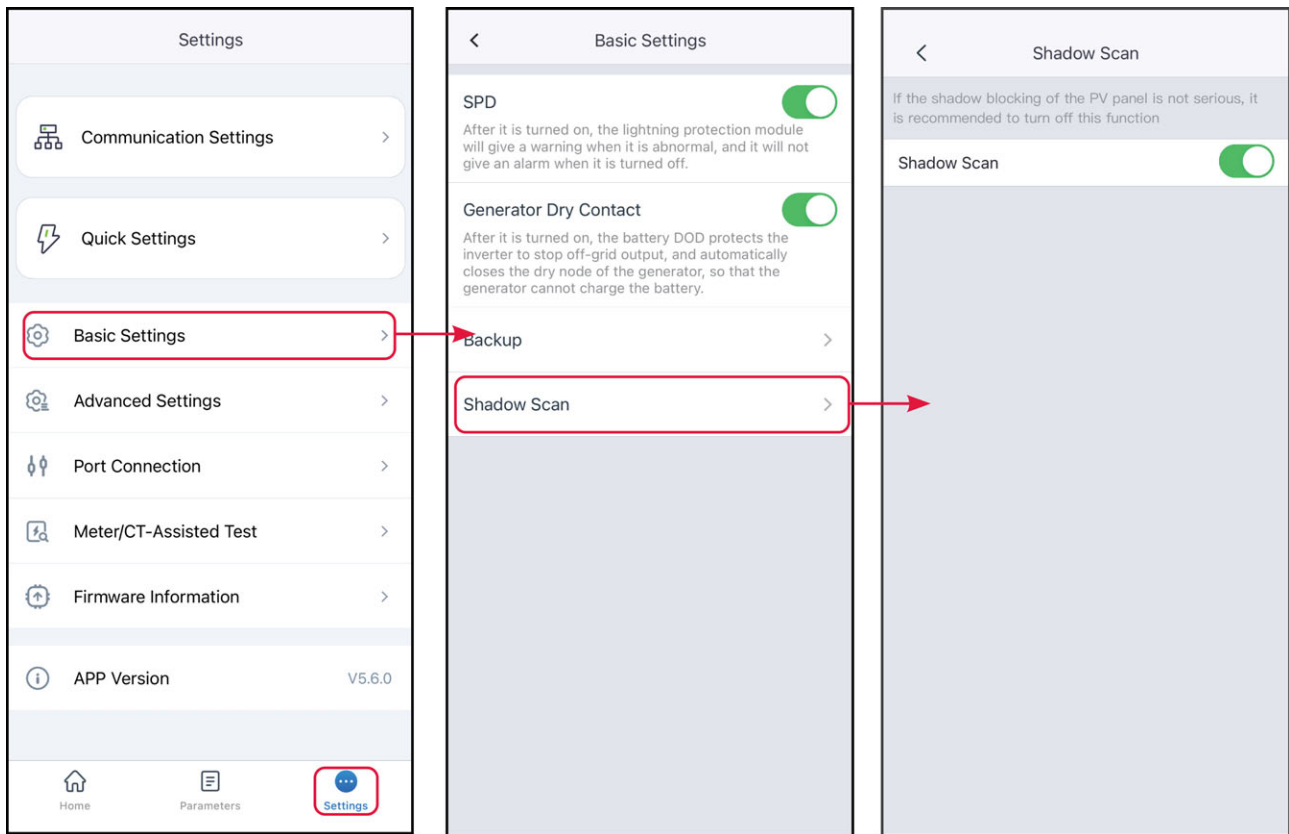 Settings
Communication Settings
Quick Settings
Basic Settings
Advanced Settings
Port Connection
Meter/CT-Assisted Test
Firmware Information
APP Version V5.6.0
Home Parameters Settings
Basic Settings
SPD
After it is turned on, the lightning protection module
will give a warning when it is abnormal, and it will not
give an alarm when it is turned off.
Generator Dry Contact
After it is turned on, the battery DOD protects the
inverter to stop off-grid output, and automatically
closes the dry node of the generator, so that the
generator cannot charge the battery.
Backup
Shadow Scan
Shadow Scan
If the shadow blocking of the PV panel is not serious, it
is recommended to turn off this function
Shadow Scan